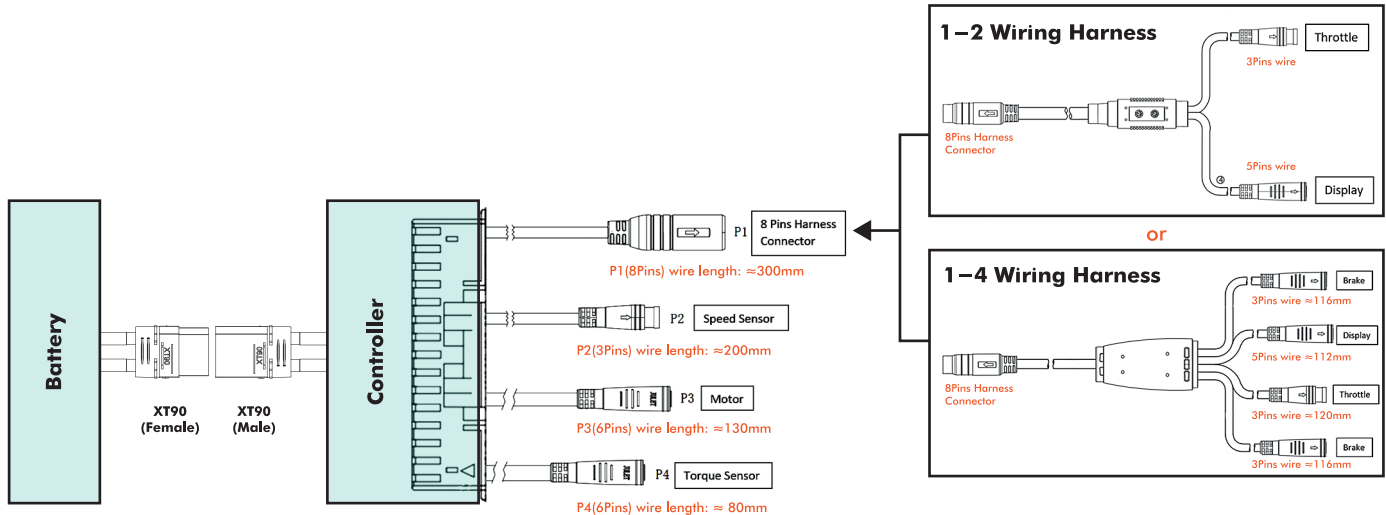 Battery
XT90
XT90
XT90
(Female)
XT90
(Male)
Controller
P1
8 Pins Harness
Connector
P1(8Pins) wire length: ≈300mm
P2
Speed Sensor
P2(3Pins) wire length: ≈200mm
P3
Motor
P3(6Pins) wire length: ≈130mm
P4
Torque Sensor
P4(6Pins) wire length: ≈ 80mm
1–2 Wiring Harness
Throttle
3Pins wire
8Pins Harness
Connector
5Pins wire
4
Display
or
1–4 Wiring Harness
Brake
3Pins wire ≈116mm
Display
5Pins wire ≈112mm
8Pins Harness
Connector
Throttle
3Pins wire ≈120mm
Brake
3Pins wire ≈116mm